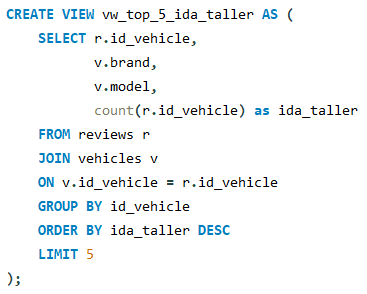 CREATE VIEW vw_top_5_ida_taller AS (
    SELECT r.id_vehicle,
        v.brand,
        v.model,
        count(r.id_vehicle) as ida_taller
    FROM reviews r
    JOIN vehicles v
    ON v.id_vehicle = r.id_vehicle
    GROUP BY id_vehicle
    ORDER BY ida_taller DESC
    LIMIT 5
);